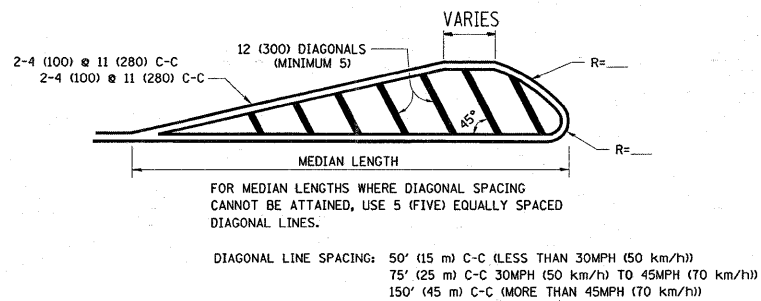 VARIES
2-4 (100) @ 11 (280) C-C
2-4 (100) @ 11 (280) C-C
12 (300) DIAGONALS
(MINIMUM 5)
R=___
45°
R=___
MEDIAN LENGTH
FOR MEDIAN LENGTHS WHERE DIAGONAL SPACING
CANNOT BE ATTAINED, USE 5 (FIVE) EQUALLY SPACED
DIAGONAL LINES.
DIAGONAL LINE SPACING: 50' (15 m) C-C (LESS THAN 30MPH (50 km/h))
75' (25 m) C-C 30MPH (50 km/h) TO 45MPH (70 km/h))
150' (45 m) C-C (MORE THAN 45MPH (70 km/h))